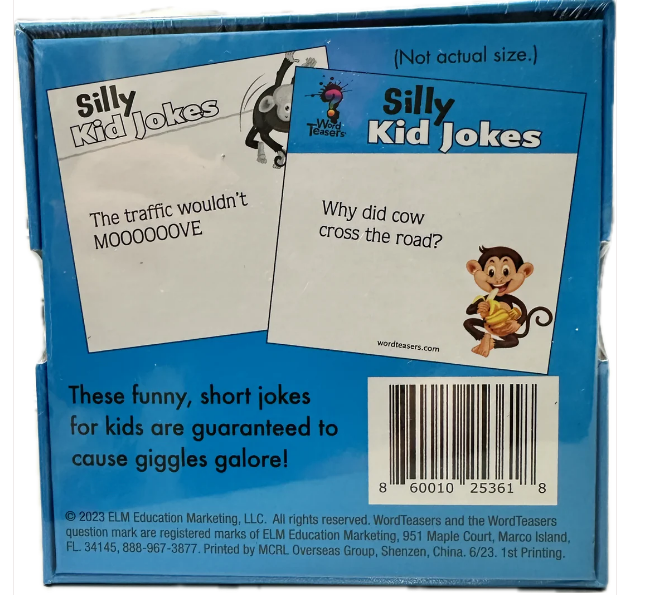 (Not actual size.)
Silly
Kid Jokes
The traffic wouldn't
MOOOOOOVE
Word
Teasers
Silly
Kid Jokes
Why did cow
cross the road?
wordteasers.com
These funny, short jokes
for kids are guaranteed to
cause giggles galore!
8 60010 25361 8
© 2023 ELM Education Marketing, LLC. All rights reserved. WordTeasers and the WordTeasers
question mark are registered marks of ELM Education Marketing, 951 Maple Court, Marco Island,
FL. 34145, 888-967-3877. Printed by MCRL Overseas Group, Shenzen, China. 6/23. 1st Printing.